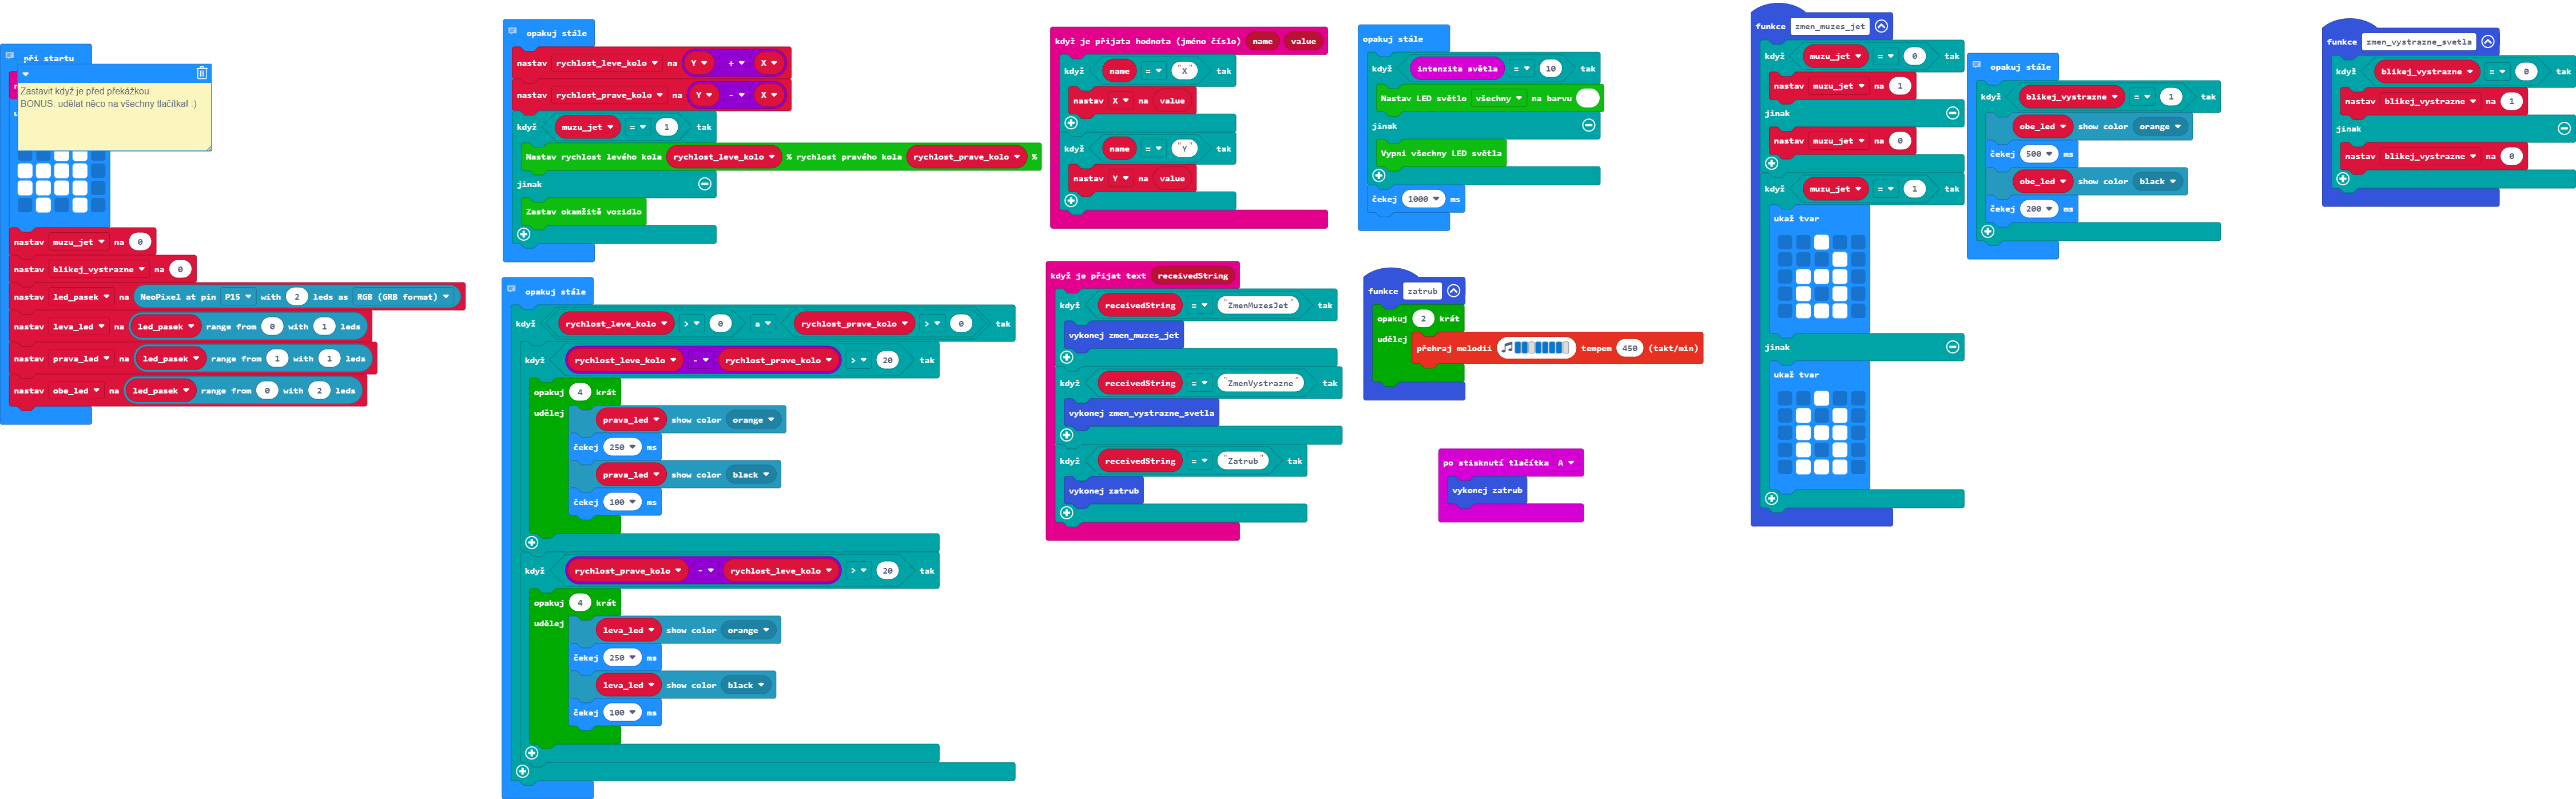 při startu
Zastavit když je před překážkou.
BONUS: udělat něco na všechny tlačítka! :)
nastav muzu_jet na 0
nastav blikej_vystrazne na 0
nastav led_pasek na NeoPixel at pin P15 with 2 leds as RGB (GRB format)
nastav leva_led na led_pasek range from 0 with 1 leds
nastav prava_led na led_pasek range from 1 with 1 leds
nastav obe_led na led_pasek range from 0 with 2 leds
opakuj stále
nastav rychlost_leve_kolo na Y + X
nastav rychlost_prave_kolo na Y - X
když muzu_jet = 1 tak
Nastav rychlost levého kola rychlost_leve_kolo % rychlost pravého kola rychlost_prave_kolo %
jinak
Zastav okamžitě vozidlo
opakuj stále
když rychlost_leve_kolo > 0 a rychlost_prave_kolo > 0 tak
když rychlost_leve_kolo - rychlost_prave_kolo > 20 tak
opakuj 4 krát
udělej
prava_led show color orange
čekej 250 ms
prava_led show color black
čekej 100 ms
když rychlost_prave_kolo - rychlost_leve_kolo > 20 tak
opakuj 4 krát
udělej
leva_led show color orange
čekej 250 ms
leva_led show color black
čekej 100 ms
když je přijata hodnota (jméno číslo) name value
když name = "X" tak
nastav X na value
když name = "Y" tak
nastav Y na value
když je přijat text receivedString
když receivedString = "ZmenMuzesJet" tak
vykonej zmen_muzes_jet
když receivedString = "ZmenVystrazne" tak
vykonej zmen_vystrazne_svetla
když receivedString = "Zatrub" tak
vykonej zatrub
opakuj stále
když intenzita světla = 10 tak
Nastav LED světlo všechny na barvu
jinak
Vypni všechny LED světla
čekej 1000 ms
funkce zatrub
opakuj 2 krát
udělej
přehraj melodii tempem 450 (takt/min)
po stisknutí tlačítka A
vykonej zatrub
funkce zmen_muzes_jet
když muzu_jet = 0 tak
nastav muzu_jet na 1
jinak
nastav muzu_jet na 0
když muzu_jet = 1 tak
ukaž tvar
jinak
ukaž tvar
opakuj stále
když blikej_vystrazne = 1 tak
obe_led show color orange
čekej 500 ms
obe_led show color black
čekej 200 ms
funkce zmen_vystrazne_svetla
když blikej_vystrazne = 0 tak
nastav blikej_vystrazne na 1
jinak
nastav blikej_vystrazne na 0